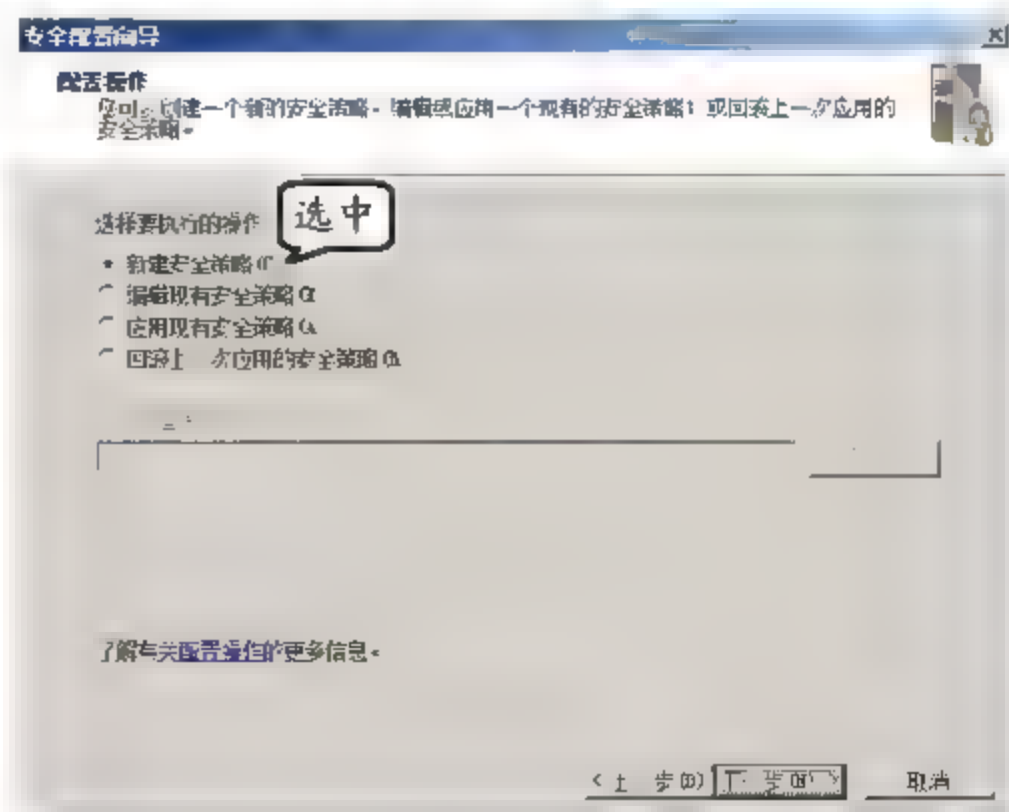 安全配置向导
配置操作
您可以创建一个新的安全策略，编辑或应用一个现有的安全策略，或回滚上一次应用的
安全策略。
选中
选择要执行的操作
新建安全策略
编辑现有安全策略
应用现有安全策略(A
回滚上一次应用的安全策略(R
了解有关配置操作的更多信息。
< 上一步(B)
下一步(N)
取消